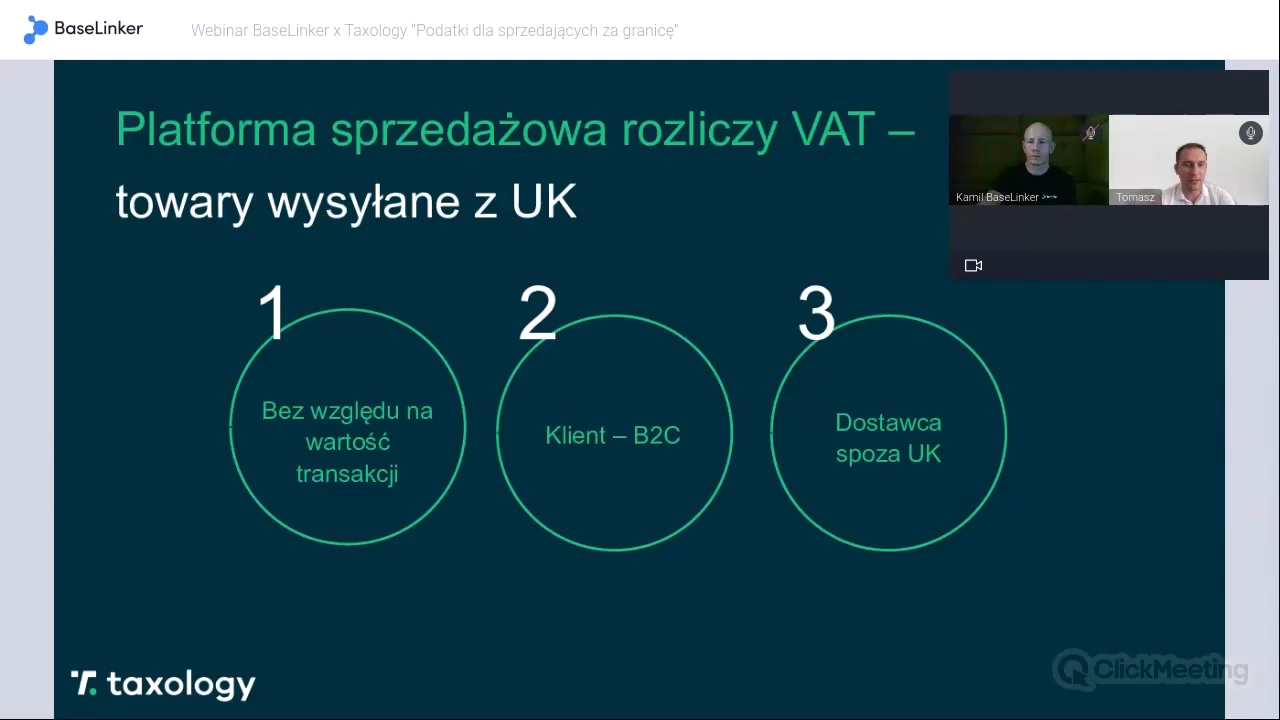 BaseLinker
Webinar BaseLinker x Taxology “Podatki dla sprzedających za granicę”
Platforma sprzedażowa rozliczy VAT –
towary wysyłane z UK
Kamil BaseLinker
Tomasz
1
2
3
Bez względu na
wartość
transakcji
Klient – B2C
Dostawca
spoza UK
taxology
ClickMeeting